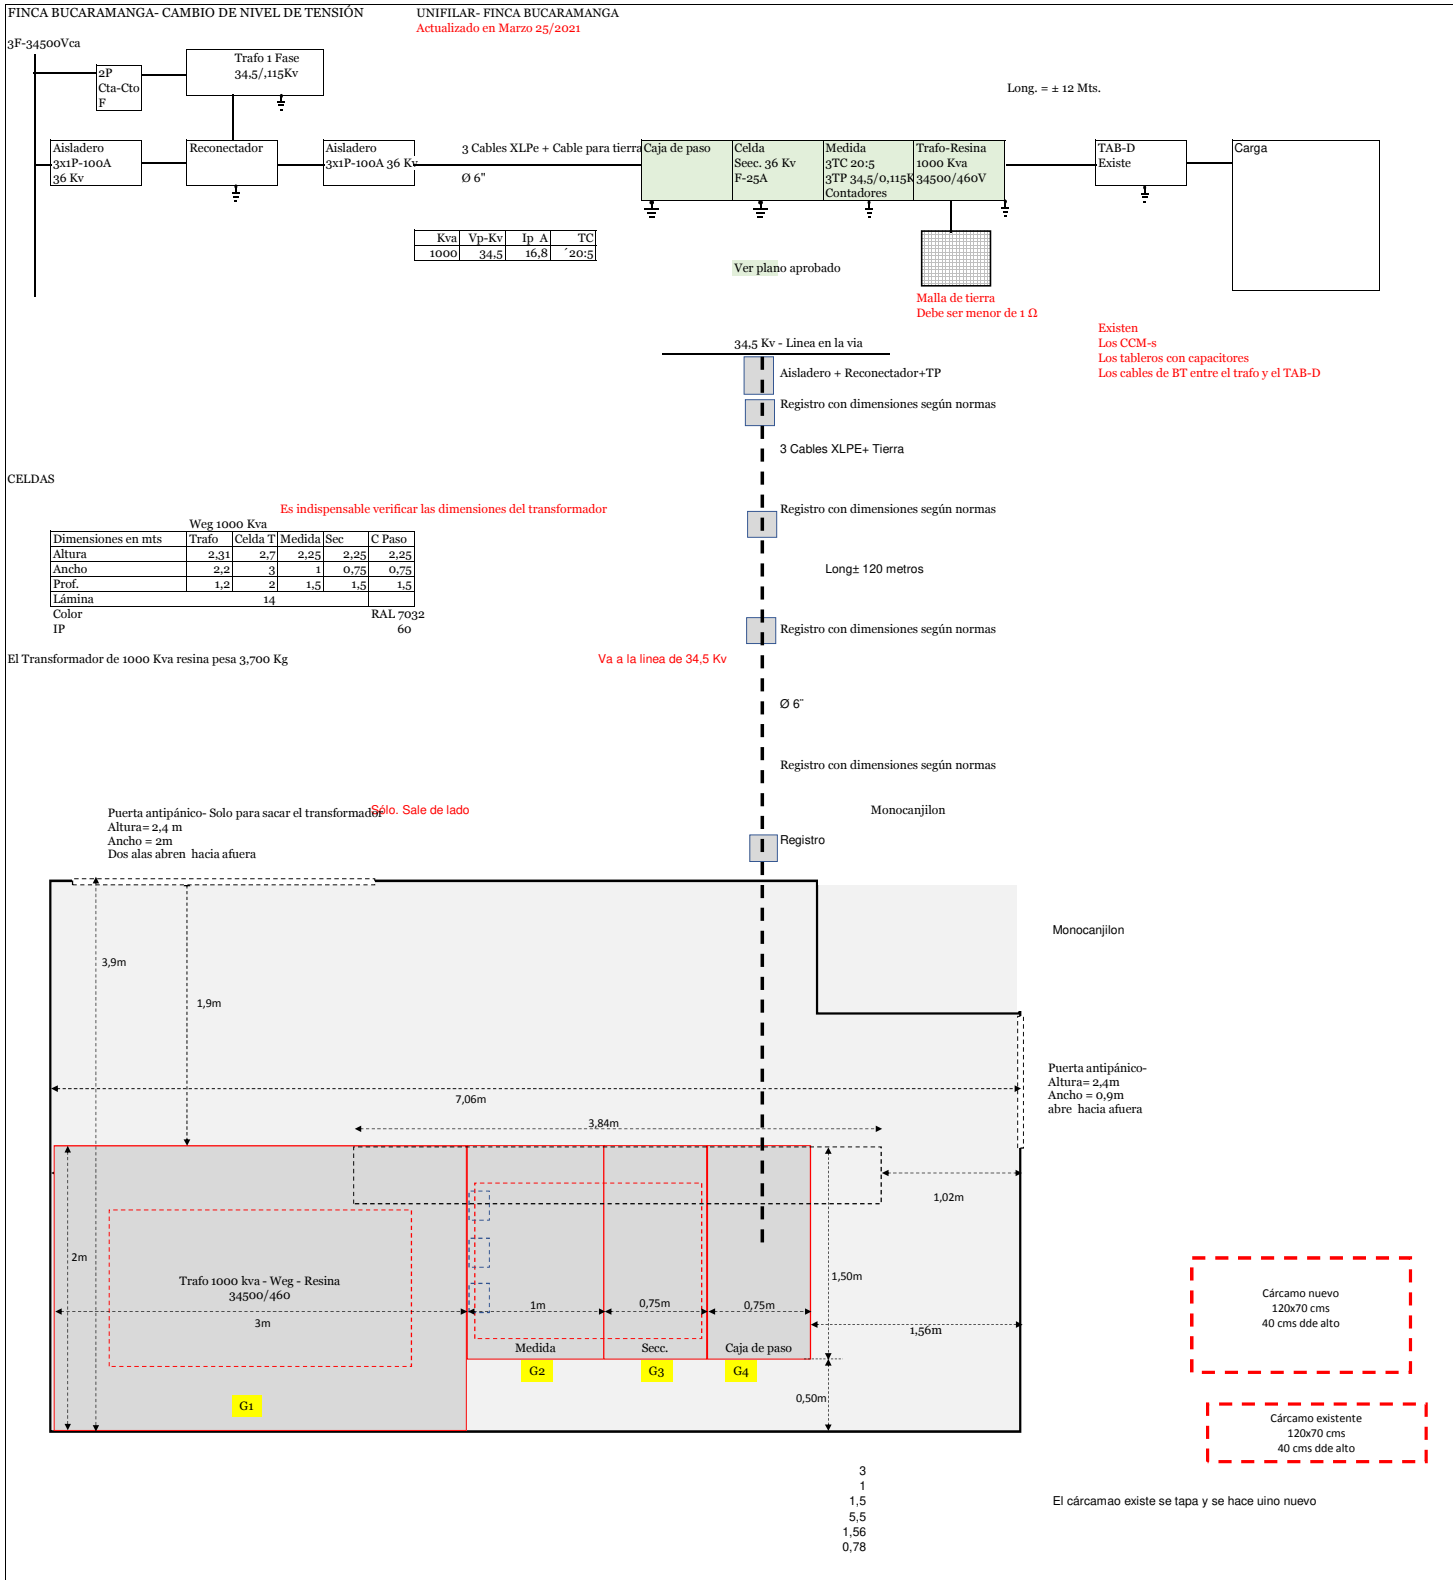 FINCA BUCARAMANGA- CAMBIO DE NIVEL DE TENSIÓN
UNIFILAR- FINCA BUCARAMANGA
Actualizado en Marzo 25/2021
3F-34500Vca
2P
Cta-Cto
F
Trafo 1 Fase
34,5/,115Kv
Long. = ± 12 Mts.
Aisladero
3x1P-100A
36 Kv
Reconectador
Aisladero
3x1P-100A 36 Kv
3 Cables XLPe + Cable para tierra
Ø 6"
Caja de paso
Celda
Seec. 36 Kv
F-25A
Medida
3TC 20:5
3TP 34,5/0,115K
Contadores
Trafo-Resina
1000 Kva
34500/460V
TAB-D
Existe
Carga
Kva Vp-Kv Ip A TC
1000 34,5 16,8 ´20:5
Ver plano aprobado
Malla de tierra
Debe ser menor de 1 Ω
Existen
Los CCM-s
Los tableros con capacitores
Los cables de BT entre el trafo y el TAB-D
34,5 Kv - Linea en la via
Aisladero + Reconectador+TP
Registro con dimensiones según normas
3 Cables XLPE+ Tierra
CELDAS
Es indispensable verificar las dimensiones del transformador
Registro con dimensiones según normas
Weg 1000 Kva
Dimensiones en mts Trafo Celda T Medida Sec C Paso
Altura 2,31 2,7 2,25 2,25 2,25
Ancho 2,2 3 1 0,75 0,75
Prof. 1,2 2 1,5 1,5 1,5
Lámina 14
Color RAL 7032
IP 60
Long± 120 metros
Registro con dimensiones según normas
El Transformador de 1000 Kva resina pesa 3,700 Kg
Va a la linea de 34,5 Kv
Ø 6¨
Registro con dimensiones según normas
Puerta antipánico- Solo para sacar el transformador
Altura= 2,4 m
Ancho = 2m
Dos alas abren hacia afuera
Sólo. Sale de lado
Monocanjilon
Registro
Monocanjilon
3,9m
1,9m
Puerta antipánico-
Altura= 2,4m
Ancho = 0,9m
abre hacia afuera
7,06m
3,84m
1,02m
2m
Trafo 1000 kva - Weg - Resina
34500/460
3m
1m
0,75m
0,75m
1,50m
1,56m
Medida
Secc.
Caja de paso
G1
G2
G3
G4
0,50m
Cárcamo nuevo
120x70 cms
40 cms dde alto
Cárcamo existente
120x70 cms
40 cms dde alto
3
1
1,5
5,5
1,56
0,78
El cárcamao existe se tapa y se hace uino nuevo